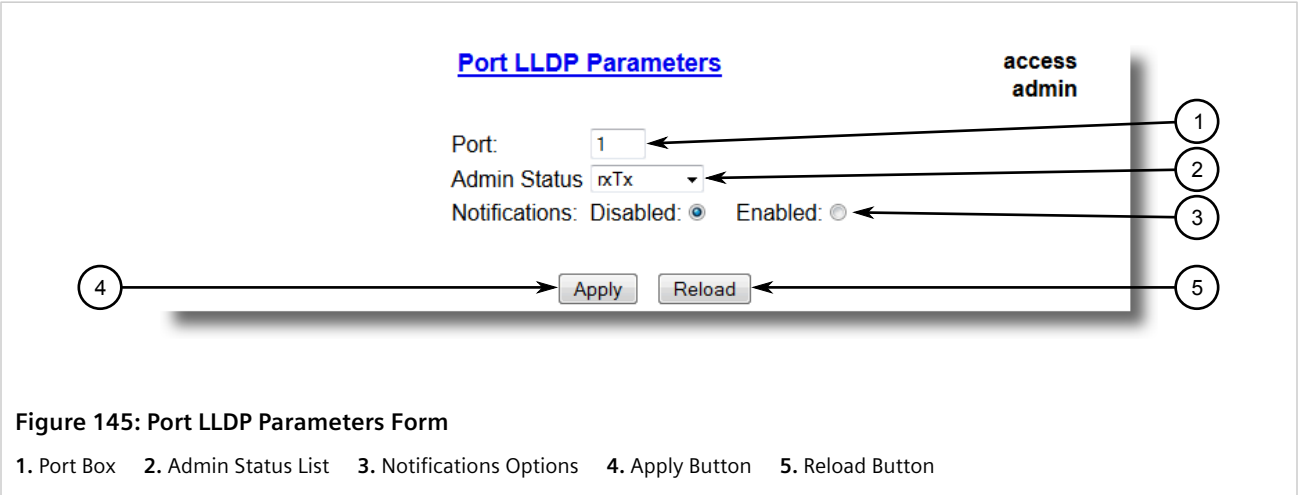 Port LLDP Parameters
access
admin
Port: 1
Admin Status rxTx
Notifications: Disabled: Enabled:
Apply Reload
1
2
3
4
5
Figure 145: Port LLDP Parameters Form
1. Port Box 2. Admin Status List 3. Notifications Options 4. Apply Button 5. Reload Button